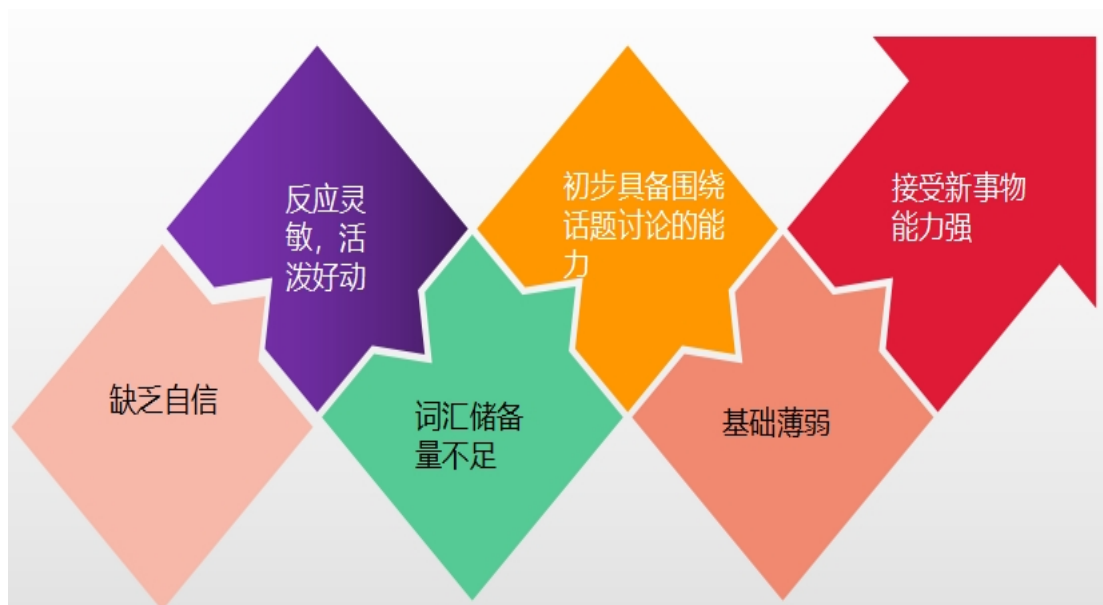 反应灵
敏，活
泼好动
初步具备围绕
话题讨论的能
力
接受新事物
能力强
缺乏自信
词汇储备
量不足
基础薄弱